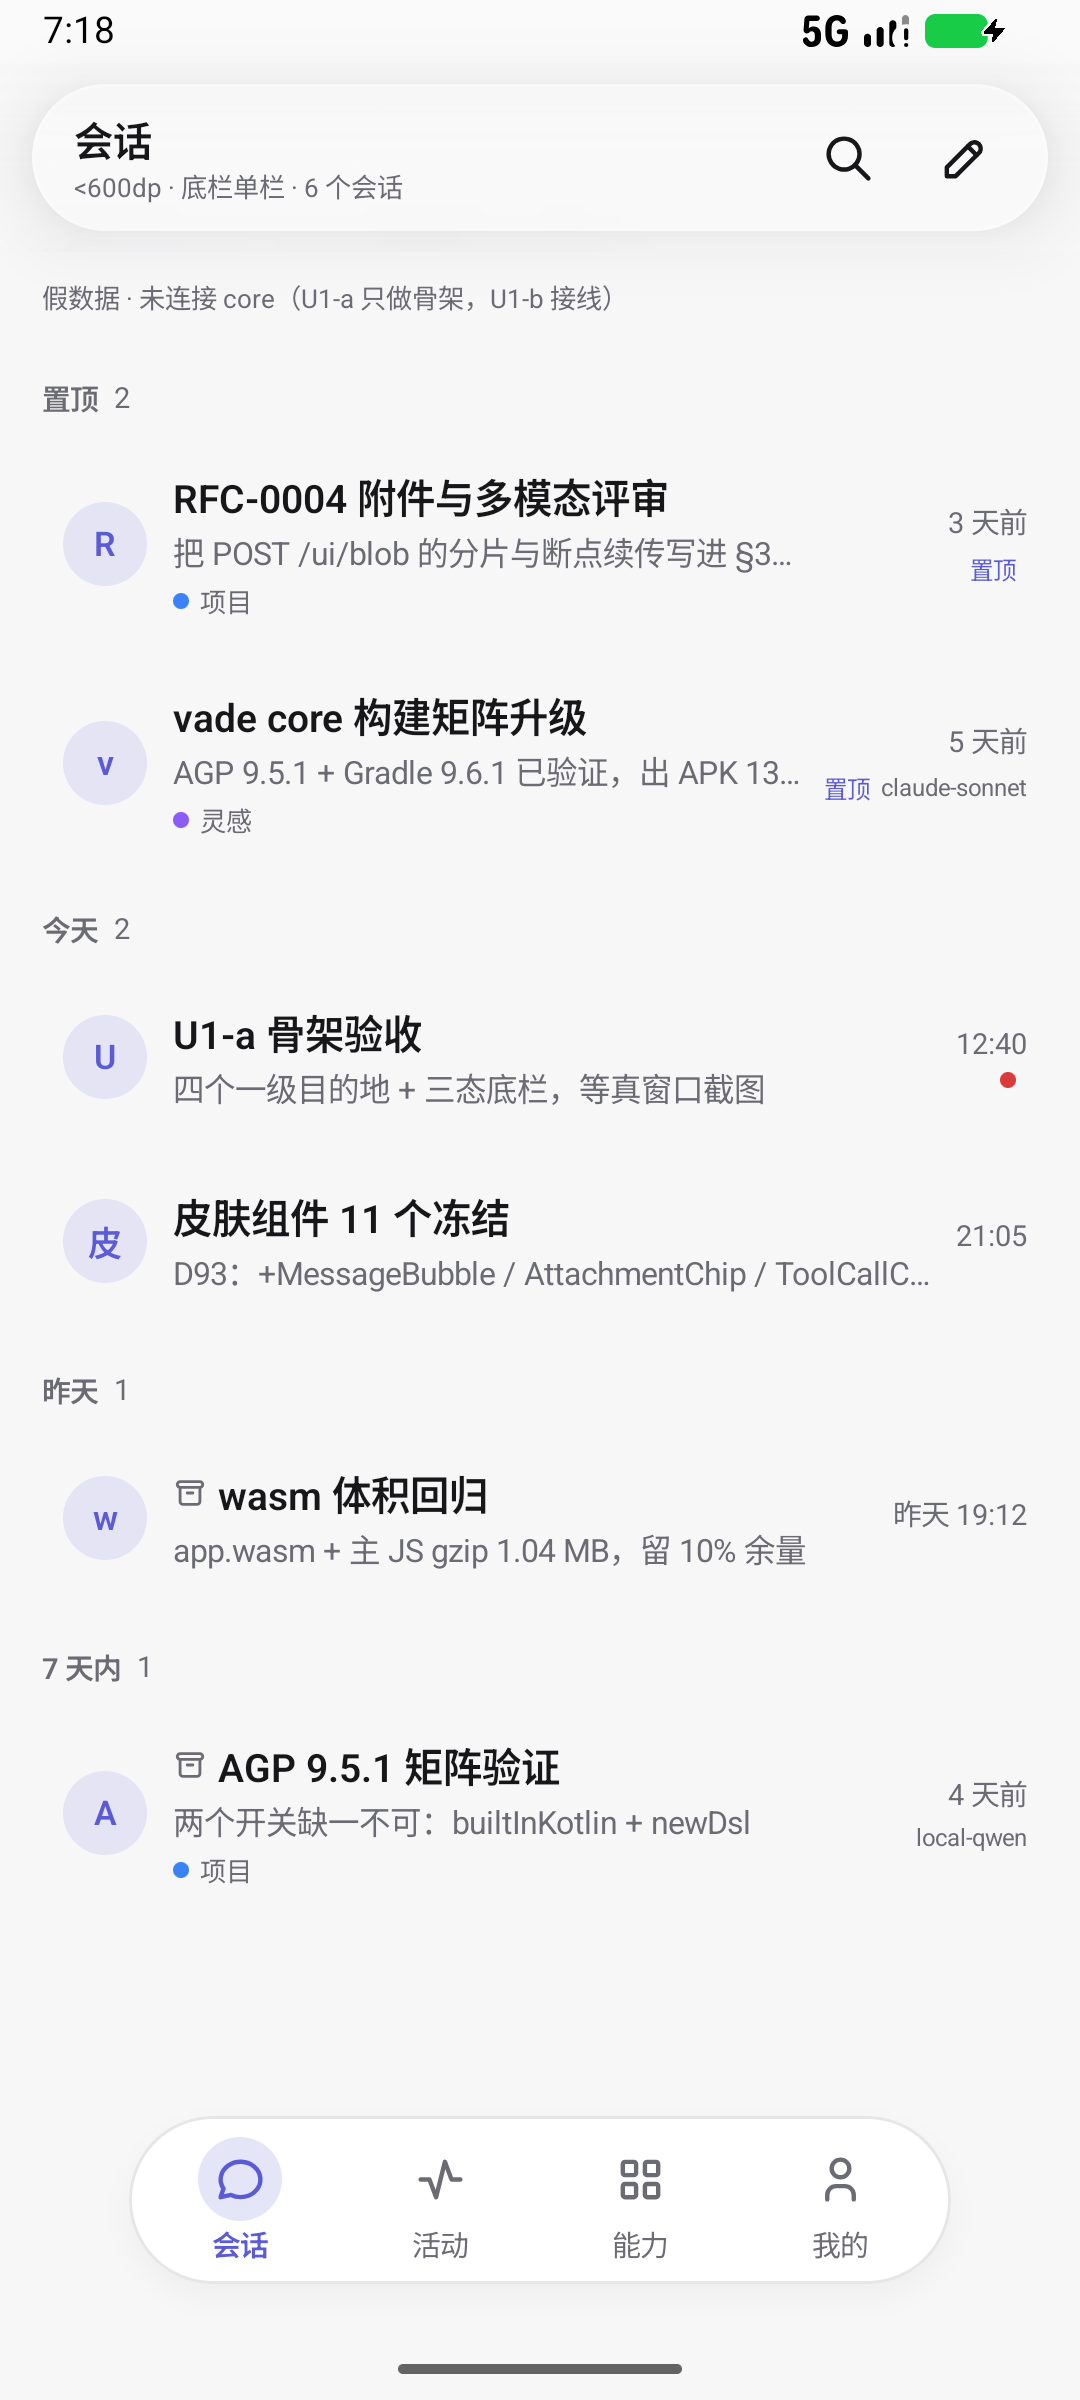 7:18
5G
会话
<600dp · 底栏单栏 · 6 个会话
假数据 · 未连接 core（U1-a 只做骨架，U1-b 接线）
置顶 2
R
RFC-0004 附件与多模态评审
把 POST /ui/blob 的分片与断点续传写进 §3…
项目
3 天前
置顶
v
vade core 构建矩阵升级
AGP 9.5.1 + Gradle 9.6.1 已验证，出 APK 13…
灵感
5 天前
置顶 claude-sonnet
今天 2
U
U1-a 骨架验收
四个一级目的地 + 三态底栏，等真窗口截图
12:40
皮
皮肤组件 11 个冻结
D93：+MessageBubble / AttachmentChip / ToolCallC…
21:05
昨天 1
w
wasm 体积回归
app.wasm + 主 JS gzip 1.04 MB，留 10% 余量
昨天 19:12
7 天内 1
A
AGP 9.5.1 矩阵验证
两个开关缺一不可：builtInKotlin + newDsl
项目
4 天前
local-qwen
会话
活动
能力
我的